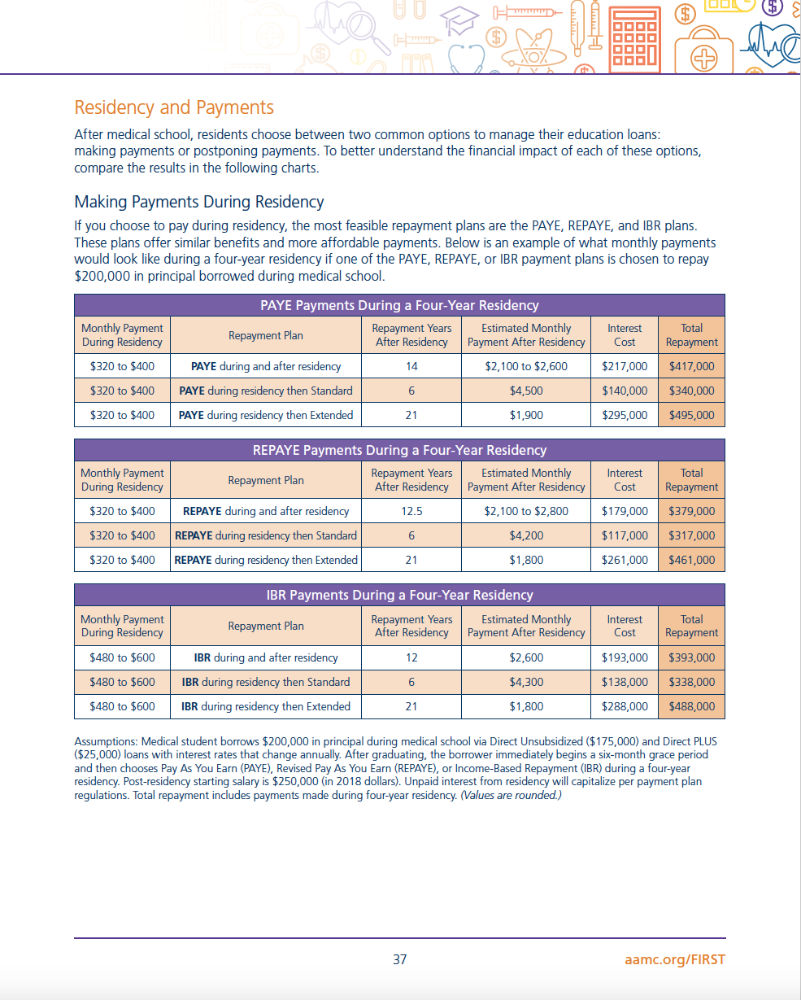 Residency and Payments
After medical school, residents choose between two common options to manage their education loans:
making payments or postponing payments. To better understand the financial impact of each of these options,
compare the results in the following charts.
Making Payments During Residency
If you choose to pay during residency, the most feasible repayment plans are the PAYE, REPAYE, and IBR plans.
These plans offer similar benefits and more affordable payments. Below is an example of what monthly payments
would look like during a four-year residency if one of the PAYE, REPAYE, or IBR payment plans is chosen to repay
$200,000 in principal borrowed during medical school.
PAYE Payments During a Four-Year Residency
Monthly Payment During Residency Repayment Plan Repayment Years After Residency Estimated Monthly Payment After Residency Interest Cost Total Repayment
$320 to $400 PAYE during and after residency 14 $2,100 to $2,600 $217,000 $417,000
$320 to $400 PAYE during residency then Standard 6 $4,500 $140,000 $340,000
$320 to $400 PAYE during residency then Extended 21 $1,900 $295,000 $495,000
REPAYE Payments During a Four-Year Residency
Monthly Payment During Residency Repayment Plan Repayment Years After Residency Estimated Monthly Payment After Residency Interest Cost Total Repayment
$320 to $400 REPAYE during and after residency 12.5 $2,100 to $2,800 $179,000 $379,000
$320 to $400 REPAYE during residency then Standard 6 $4,200 $117,000 $317,000
$320 to $400 REPAYE during residency then Extended 21 $1,800 $261,000 $461,000
IBR Payments During a Four-Year Residency
Monthly Payment During Residency Repayment Plan Repayment Years After Residency Estimated Monthly Payment After Residency Interest Cost Total Repayment
$480 to $600 IBR during and after residency 12 $2,600 $193,000 $393,000
$480 to $600 IBR during residency then Standard 6 $4,300 $138,000 $338,000
$480 to $600 IBR during residency then Extended 21 $1,800 $288,000 $488,000
Assumptions: Medical student borrows $200,000 in principal during medical school via Direct Unsubsidized ($175,000) and Direct PLUS
($25,000) loans with interest rates that change annually. After graduating, the borrower immediately begins a six-month grace period
and then chooses Pay As You Earn (PAYE), Revised Pay As You Earn (REPAYE), or Income-Based Repayment (IBR) during a four-year
residency. Post-residency starting salary is $250,000 (in 2018 dollars). Unpaid interest from residency will capitalize per payment plan
regulations. Total repayment includes payments made during four-year residency. (Values are rounded.)
37
aamc.org/FIRST